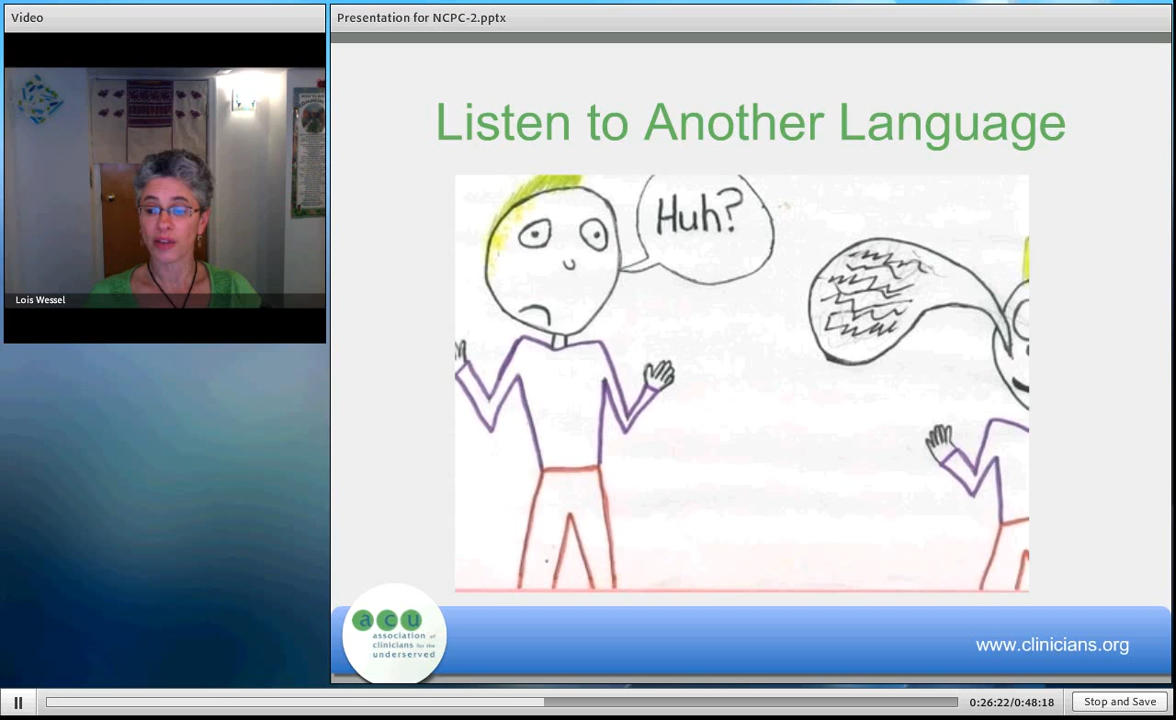 Video
Presentation for NCPC-2.pptx
Listen to Another Language
Huh?
Lois Wessel
acu
association of
clinicians for the
underserved
www.clinicians.org
0:26:22/0:48:18
Stop and Save